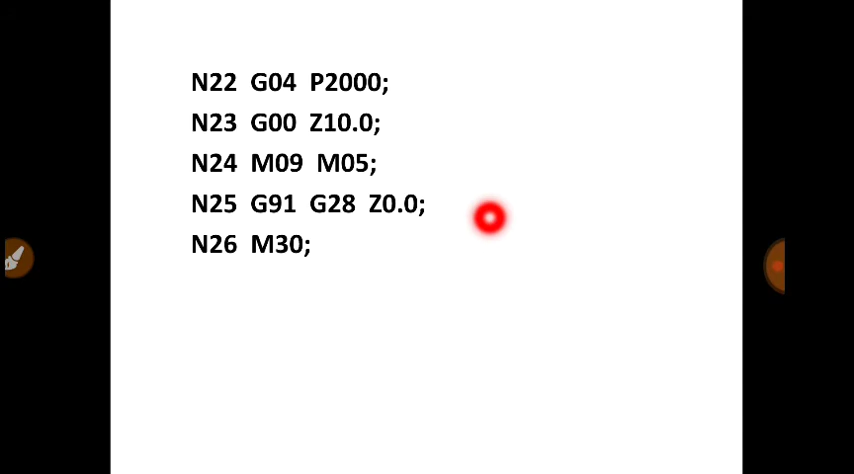 N22 G04 P2000;
N23 G00 Z10.0;
N24 M09 M05;
N25 G91 G28 Z0.0;
N26 M30;